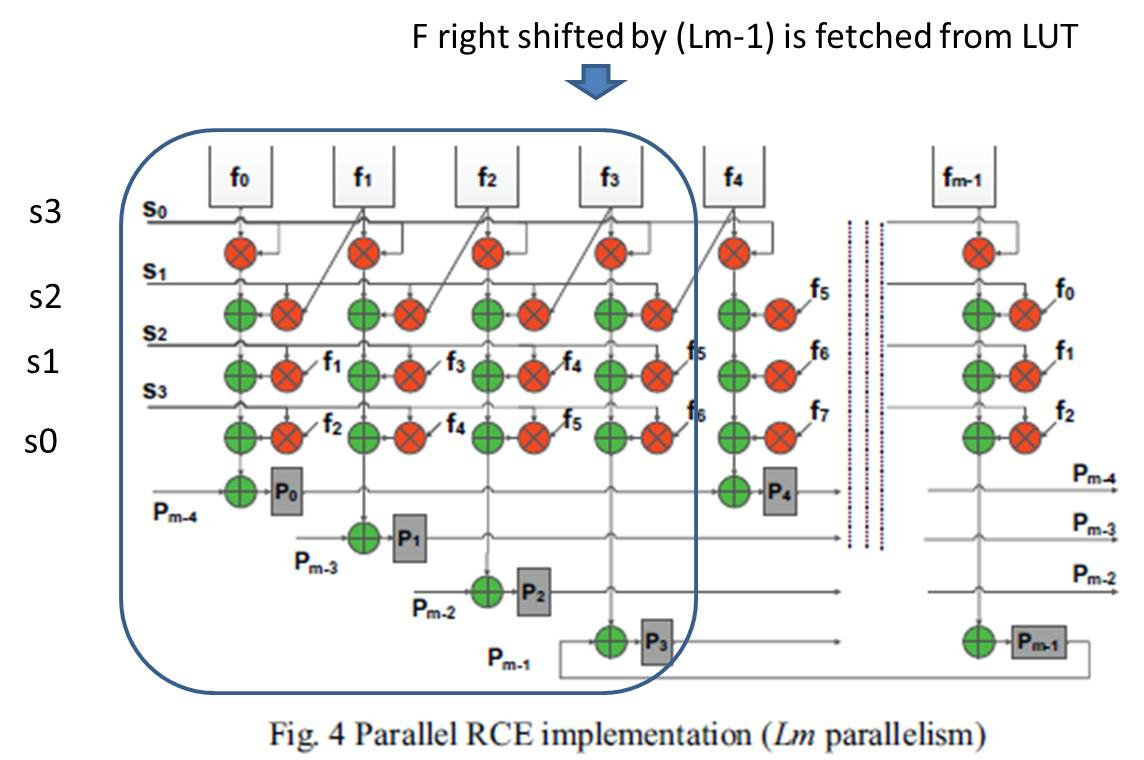 F right shifted by (Lm-1) is fetched from LUT
f0 f1 f2 f3 f4 fm-1
s3 S0
S1
s2 f5 f0
S2
s1 f1 f3 f4 f5 f6 f1
S3
s0 f2 f4 f5 f6 f7 f2
P0 P4 Pm-4
Pm-4
P1 Pm-3
Pm-3
P2 Pm-2
Pm-2
P3 Pm-1
Pm-1
Fig. 4 Parallel RCE implementation (Lm parallelism)